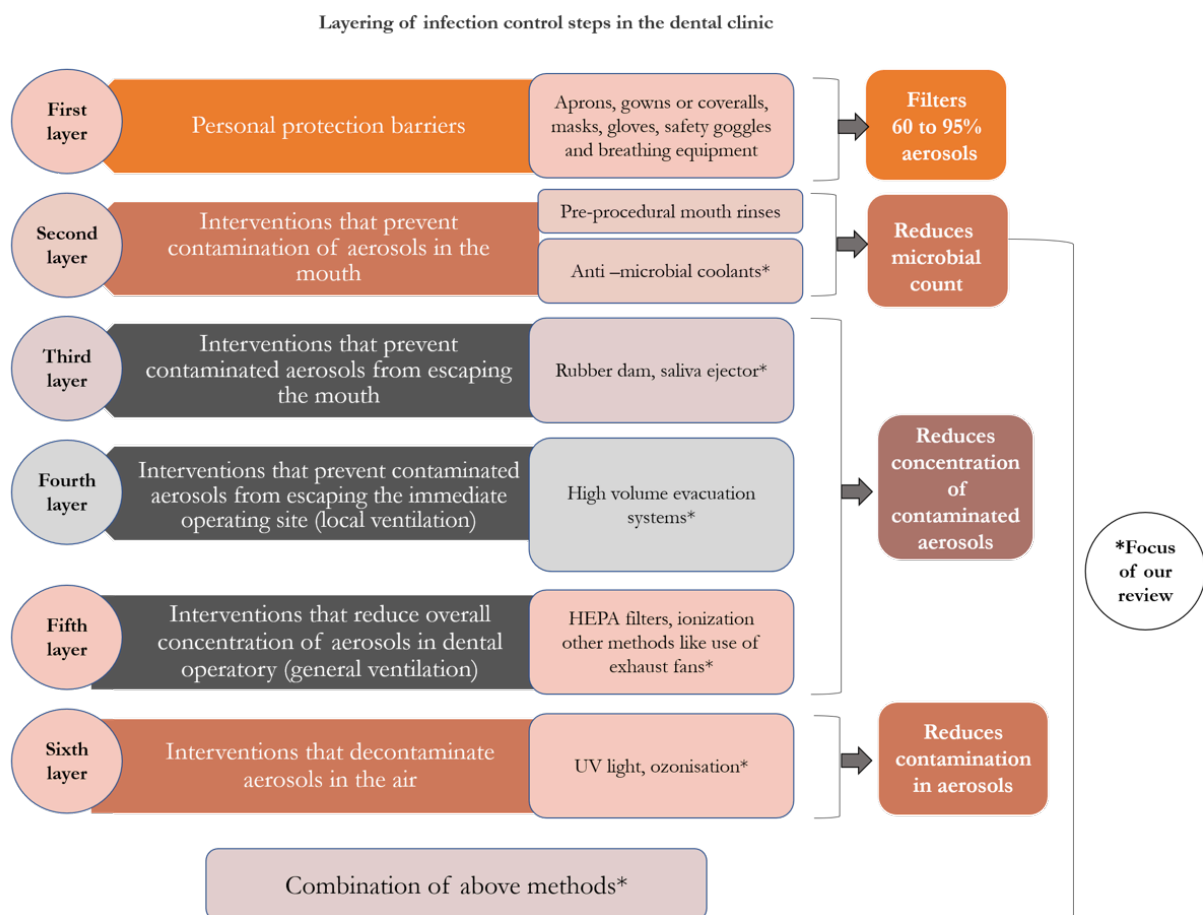 Layering of infection control steps in the dental clinic
First
layer
Personal protection barriers
Aprons, gowns or coveralls,
masks, gloves, safety goggles
and breathing equipment
Filters
60 to 95%
aerosols
Second
layer
Interventions that prevent
contamination of aerosols in the
mouth
Pre-procedural mouth rinses
Anti –microbial coolants*
Reduces
microbial
count
Third
layer
Interventions that prevent
contaminated aerosols from escaping
the mouth
Rubber dam, saliva ejector*
Fourth
layer
Interventions that prevent contaminated
aerosols from escaping the immediate
operating site (local ventilation)
High volume evacuation
systems*
Reduces
concentration
of
contaminated
aerosols
*Focus
of our
review
Fifth
layer
Interventions that reduce overall
concentration of aerosols in dental
operatory (general ventilation)
HEPA filters, ionization
other methods like use of
exhaust fans*
Sixth
layer
Interventions that decontaminate
aerosols in the air
UV light, ozonisation*
Reduces
contamination
in aerosols
Combination of above methods*